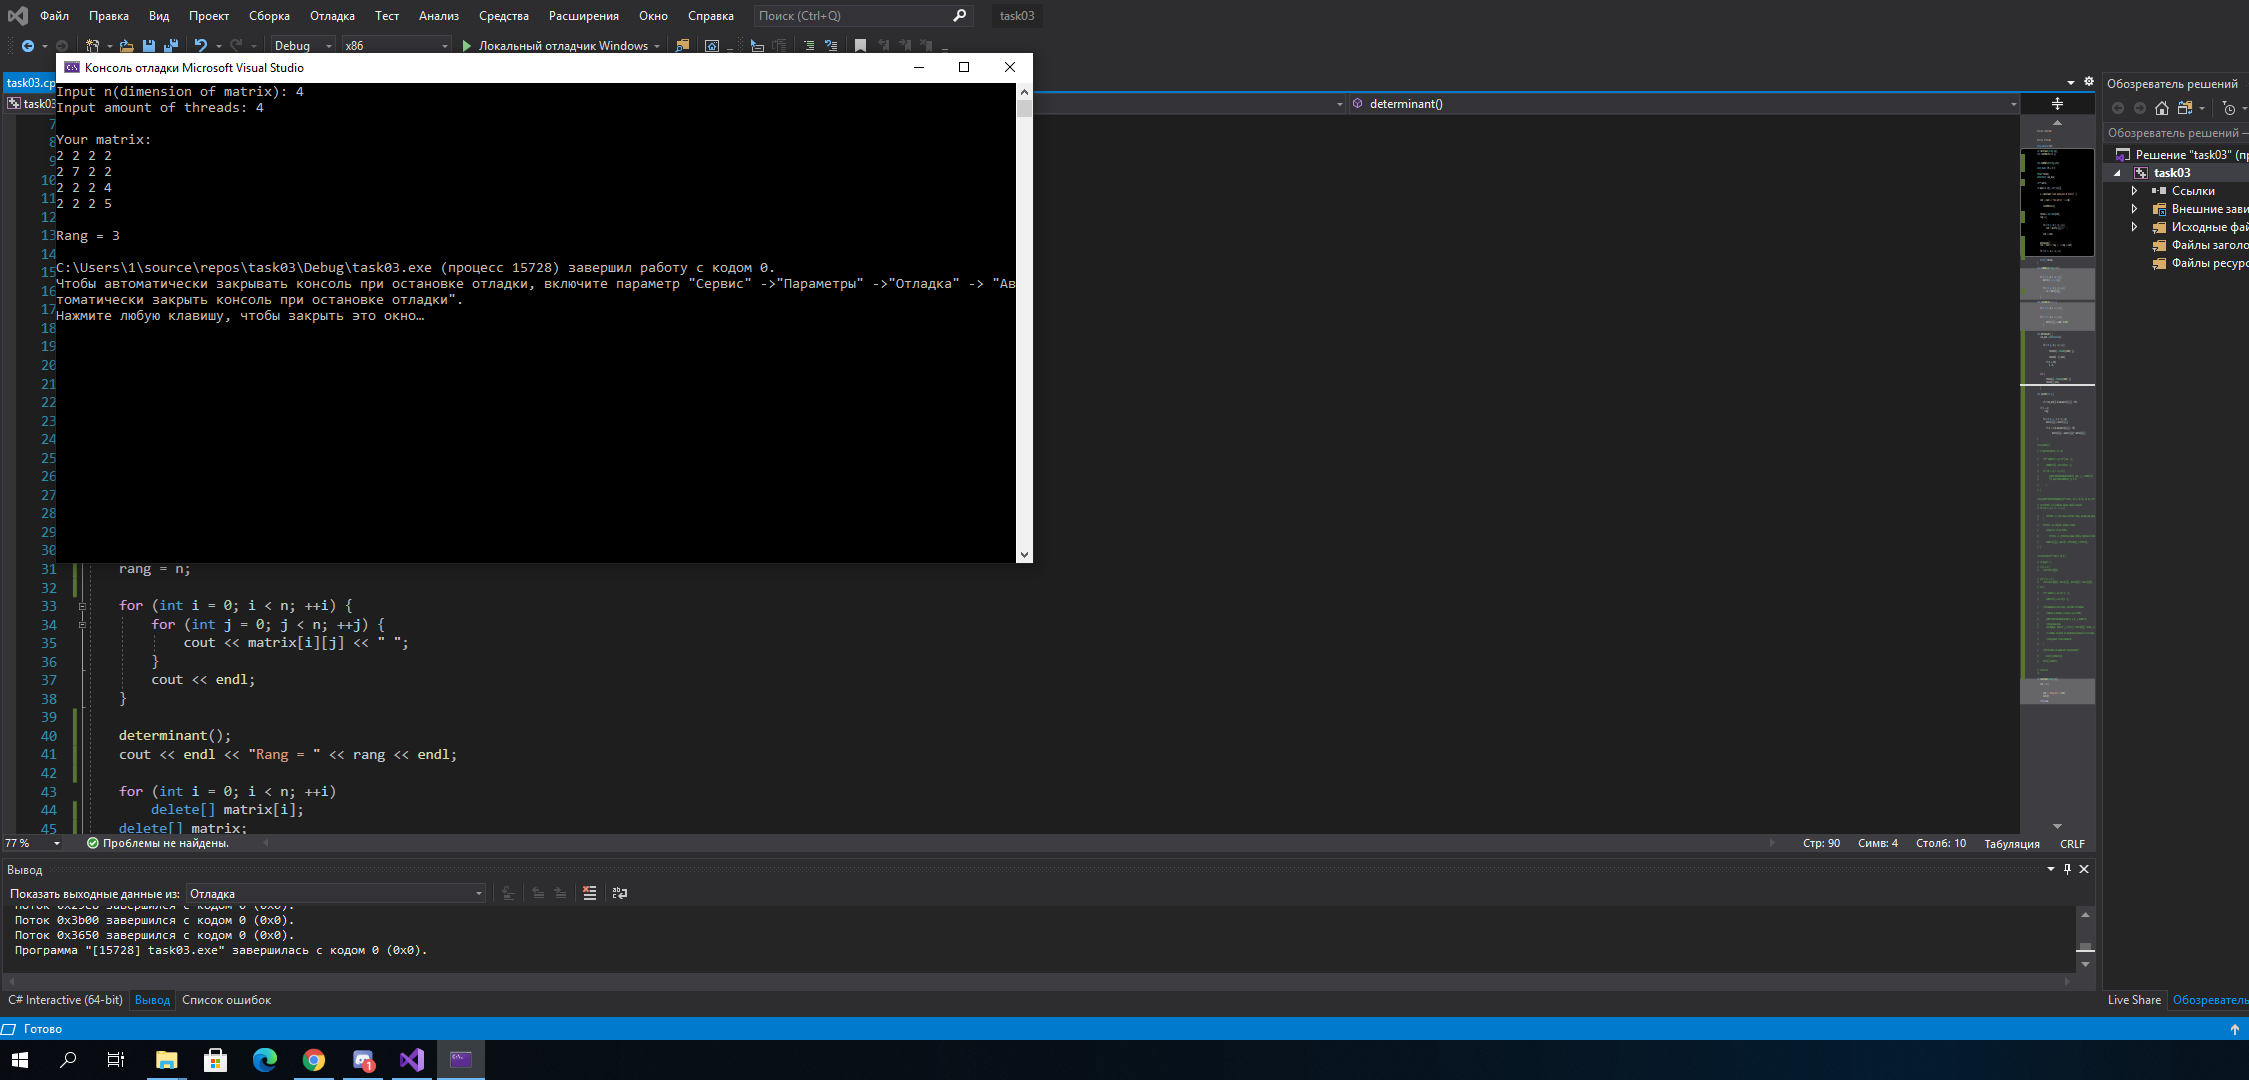 Файл Правка Вид Проект Сборка Отладка Тест Анализ Средства Расширения Окно Справка Поиск (Ctrl+Q) task03
Debug x86 Локальный отладчик Windows
Консоль отладки Microsoft Visual Studio
task03.cp
task03
determinant()
Input n(dimension of matrix): 4
Input amount of threads: 4
Your matrix:
2 2 2 2
2 7 2 2
2 2 2 4
2 2 2 5
Rang = 3
C:\Users\1\source\repos\task03\Debug\task03.exe (процесс 15728) завершил работу с кодом 0.
Чтобы автоматически закрывать консоль при остановке отладки, включите параметр "Сервис" ->"Параметры" ->"Отладка" -> "Ав
томатически закрыть консоль при остановке отладки".
Нажмите любую клавишу, чтобы закрыть это окно…
7
8
9
10
11
12
13
14
15
16
17
18
19
20
21
22
23
24
25
26
27
28
29
30
31 rang = n;
32
33 for (int i = 0; i < n; ++i) {
34 for (int j = 0; j < n; ++j) {
35 cout << matrix[i][j] << " ";
36 }
37 cout << endl;
38 }
39
40 determinant();
41 cout << endl << "Rang = " << rang << endl;
42
43 for (int i = 0; i < n; ++i)
44 delete[] matrix[i];
45 delete[] matrix;
77 % Проблемы не найдены. Стр: 90 Симв: 4 Столб: 10 Табуляция CRLF
Вывод
Показать выходные данные из: Отладка
Поток 0x29c8 завершился с кодом 0 (0x0).
Поток 0x3b00 завершился с кодом 0 (0x0).
Поток 0x3650 завершился с кодом 0 (0x0).
Программа "[15728] task03.exe" завершилась с кодом 0 (0x0).
C# Interactive (64-bit) Вывод Список ошибок
Обозреватель решений
Обозреватель решений —
Решение "task03" (пр
task03
Ссылки
Внешние зави
Исходные фай
Файлы заголо
Файлы ресурс
Live Share Обозреватель
Готово
1